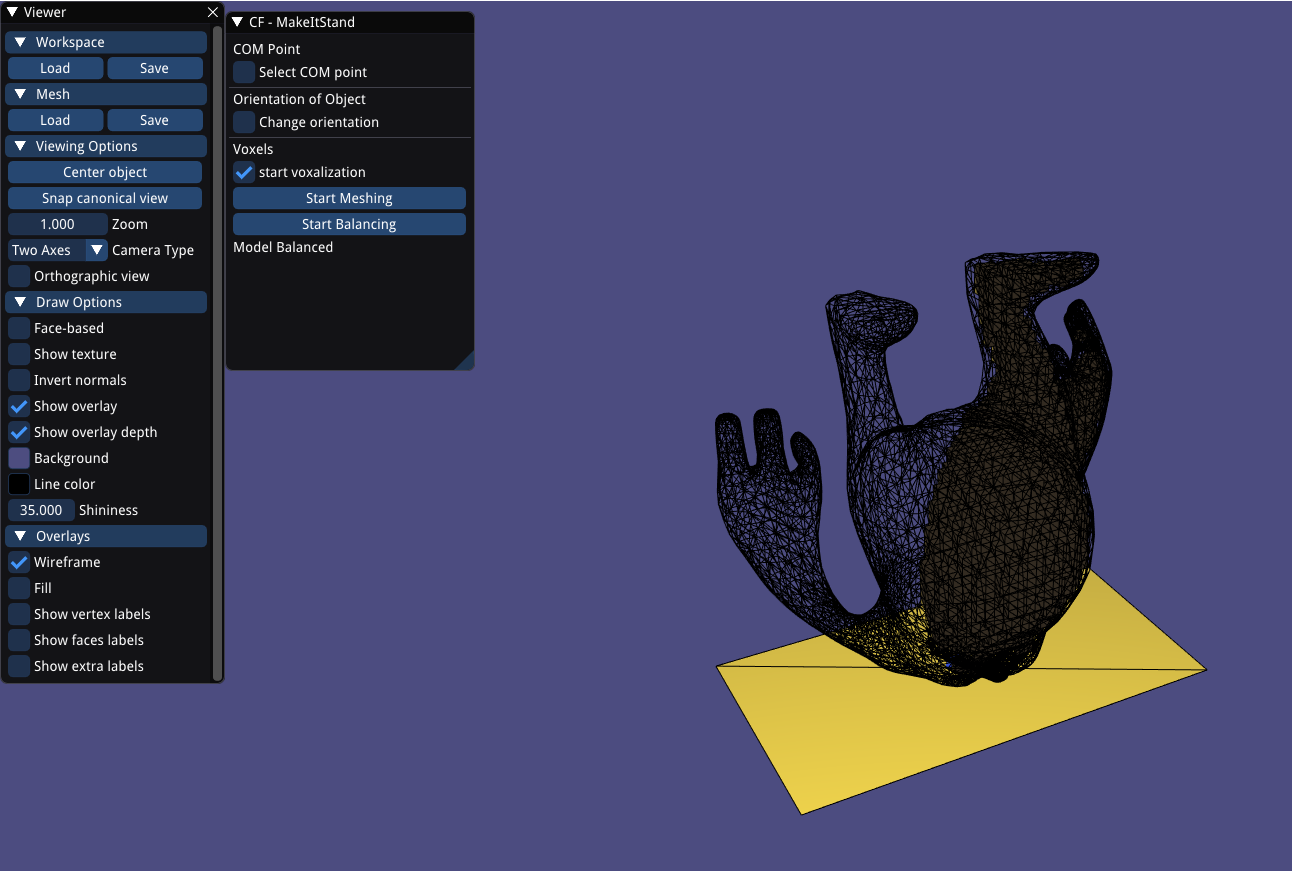 Viewer
Workspace
Load Save
Mesh
Load Save
Viewing Options
Center object
Snap canonical view
1.000 Zoom
Two Axes Camera Type
Orthographic view
Draw Options
Face-based
Show texture
Invert normals
Show overlay
Show overlay depth
Background
Line color
35.000 Shininess
Overlays
Wireframe
Fill
Show vertex labels
Show faces labels
Show extra labels
CF - MakeItStand
COM Point
Select COM point
Orientation of Object
Change orientation
Voxels
start voxalization
Start Meshing
Start Balancing
Model Balanced